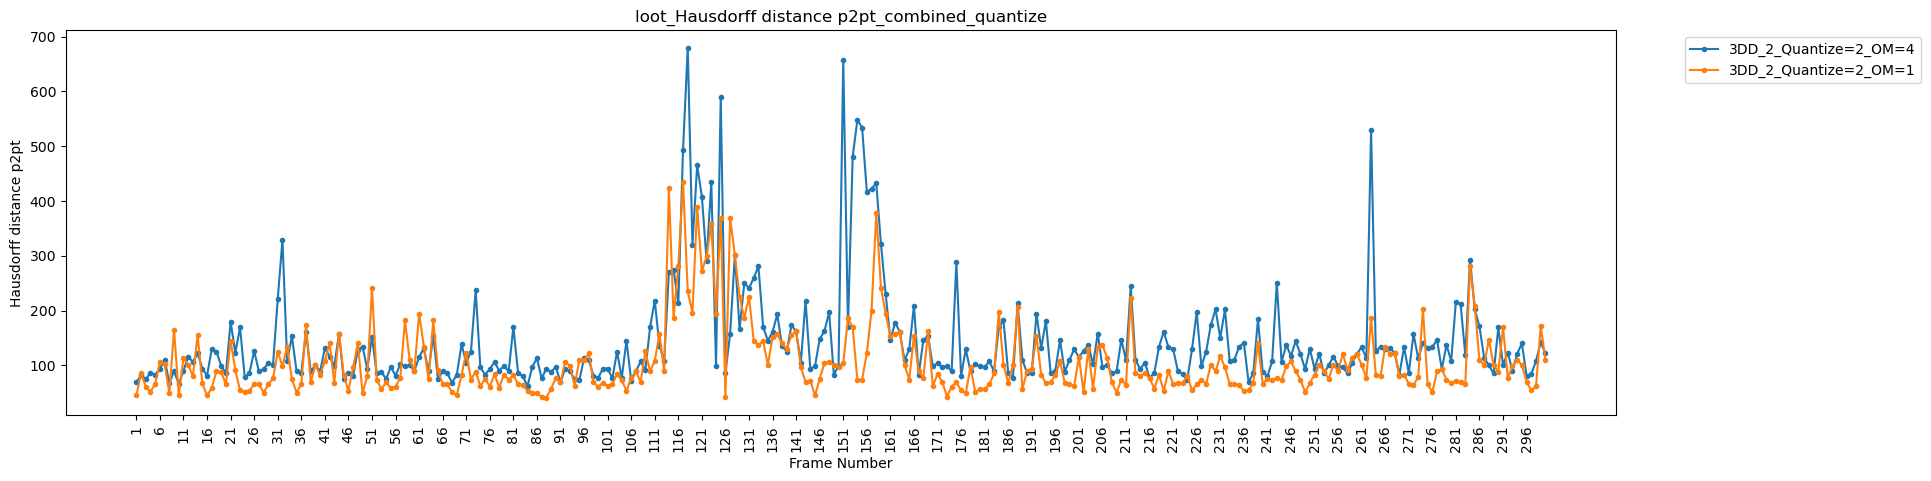 loot_Hausdorff distance p2pt_combined_quantize
3DD_2_Quantize=2_OM=4
3DD_2_Quantize=2_OM=1
Hausdorff distance p2pt
700
600
500
400
300
200
100
1 6 11 16 21 26 31 36 41 46 51 56 61 66 71 76 81 86 91 96 101 106 111 116 121 126 131 136 141 146 151 156 161 166 171 176 181 186 191 196 201 206 211 216 221 226 231 236 241 246 251 256 261 266 271 276 281 286 291 296
Frame Number